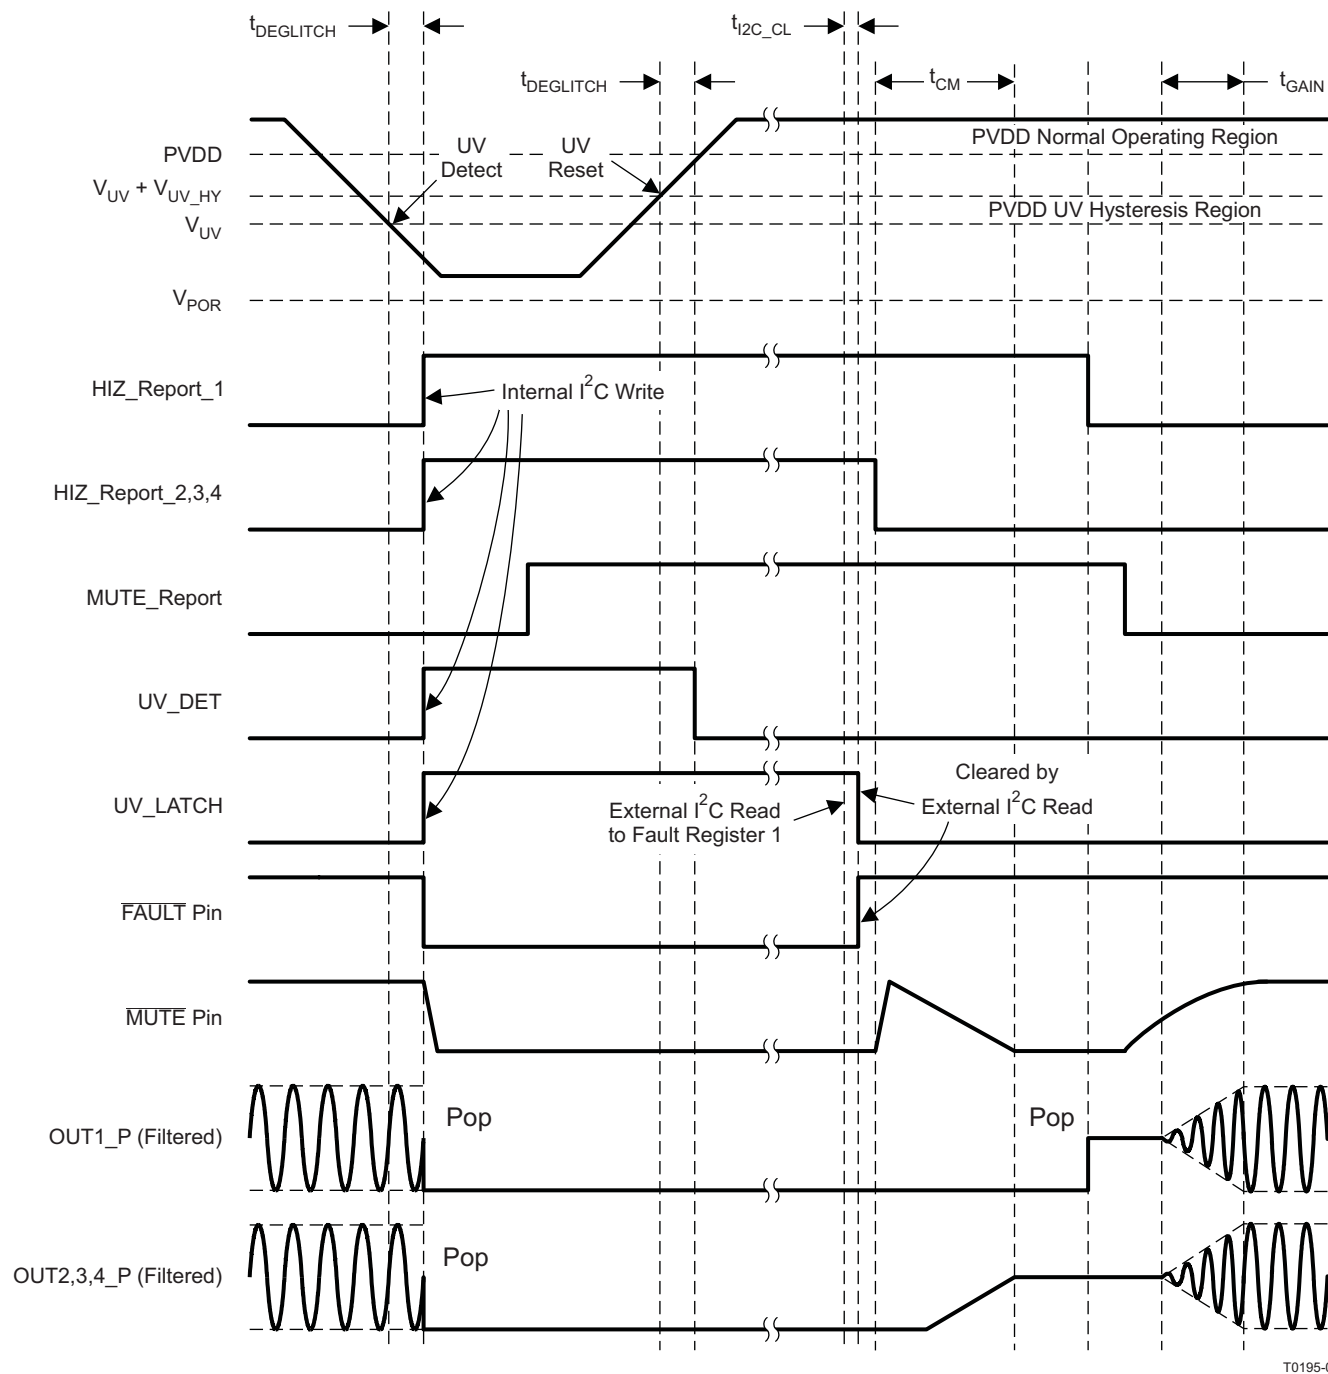 tDEGLITCH
tI2C_CL
tDEGLITCH
tCM
tGAIN
PVDD
UV
Detect
UV
Reset
PVDD Normal Operating Region
VUV + VUV_HY
VUV
PVDD UV Hysteresis Region
VPOR
HIZ_Report_1
Internal I2C Write
HIZ_Report_2,3,4
MUTE_Report
UV_DET
UV_LATCH
External I2C Read
to Fault Register 1
Cleared by
External I2C Read
FAULT Pin
MUTE Pin
OUT1_P (Filtered)
Pop
Pop
OUT2,3,4_P (Filtered)
Pop
T0195-0